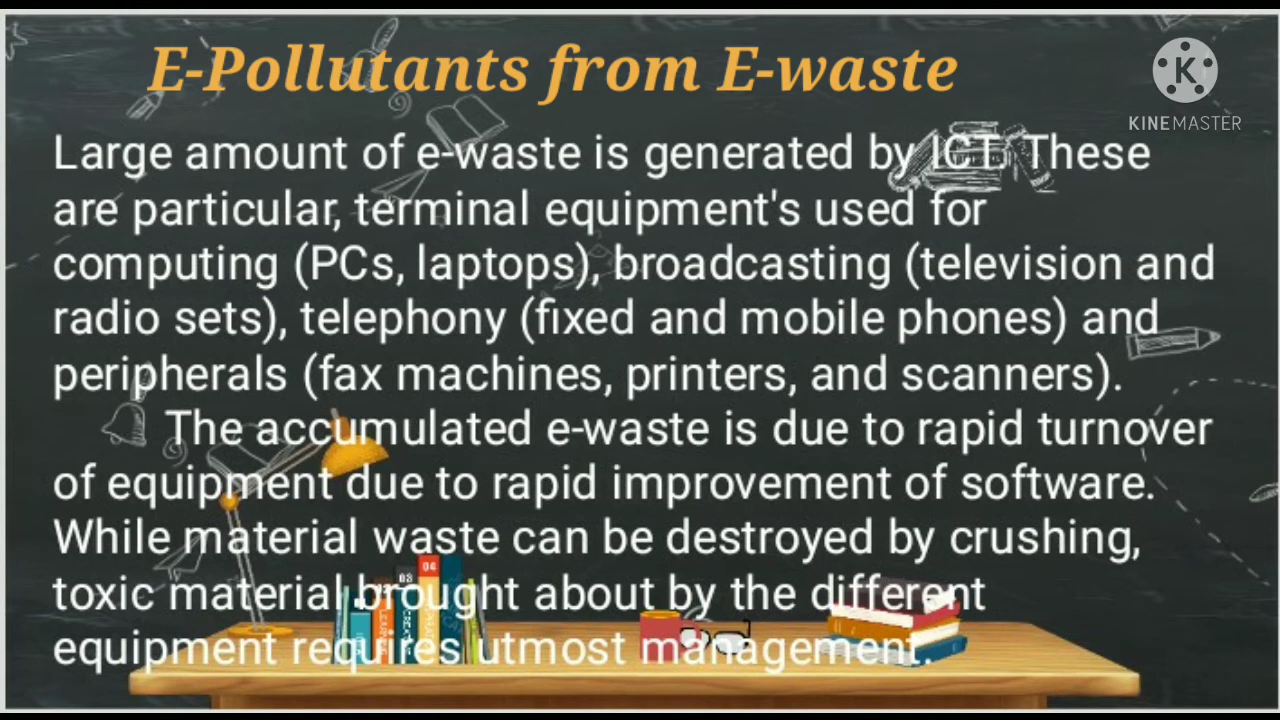 E-Pollutants from E-waste
KINEMASTER
Large amount of e-waste is generated by ICT. These
are particular, terminal equipment's used for
computing (PCs, laptops), broadcasting (television and
radio sets), telephony (fixed and mobile phones) and
peripherals (fax machines, printers, and scanners).
The accumulated e-waste is due to rapid turnover
of equipment due to rapid improvement of software.
While material waste can be destroyed by crushing,
toxic material brought about by the different
equipment requires utmost management.
03
04